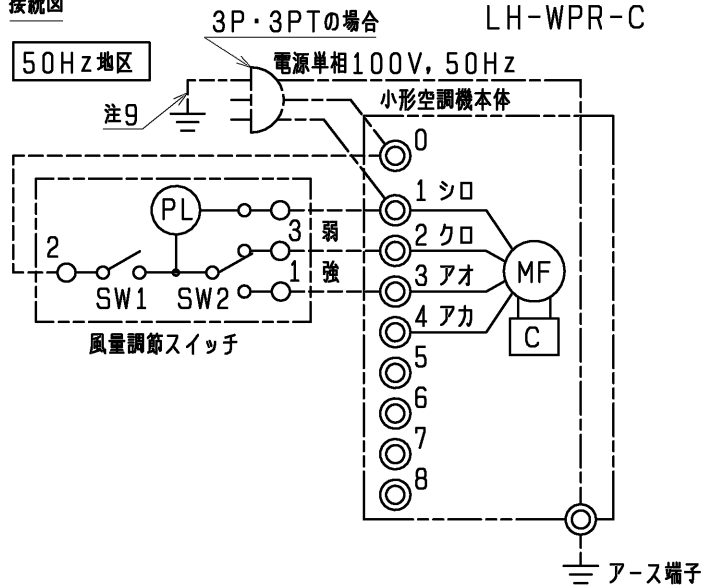 接続図
3P・3PTの場合
LH-WPR-C
50Hz地区
電源単相100V, 50Hz
注9
小形空調機本体
0
PL
1 シロ
2
3 弱
2 クロ
1 強
3 アオ
MF
SW1
SW2
4 アカ
C
風量調節スイッチ
5
6
7
8
アース端子